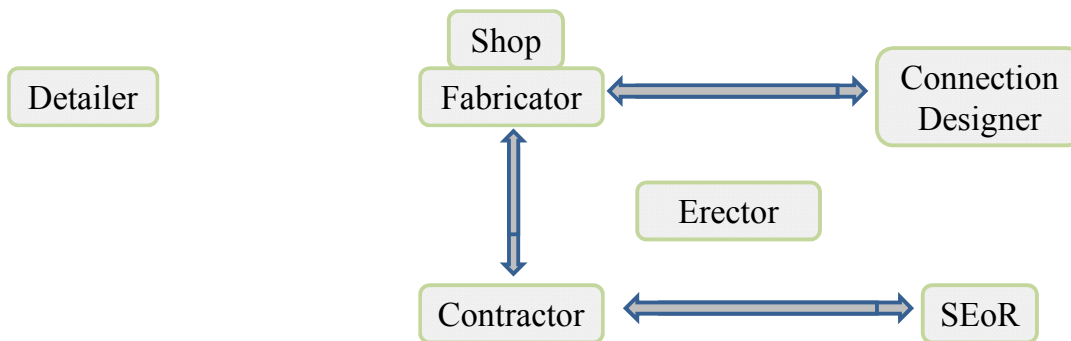 Shop
Detailer
Fabricator
Connection
Designer
Erector
Contractor
SEoR